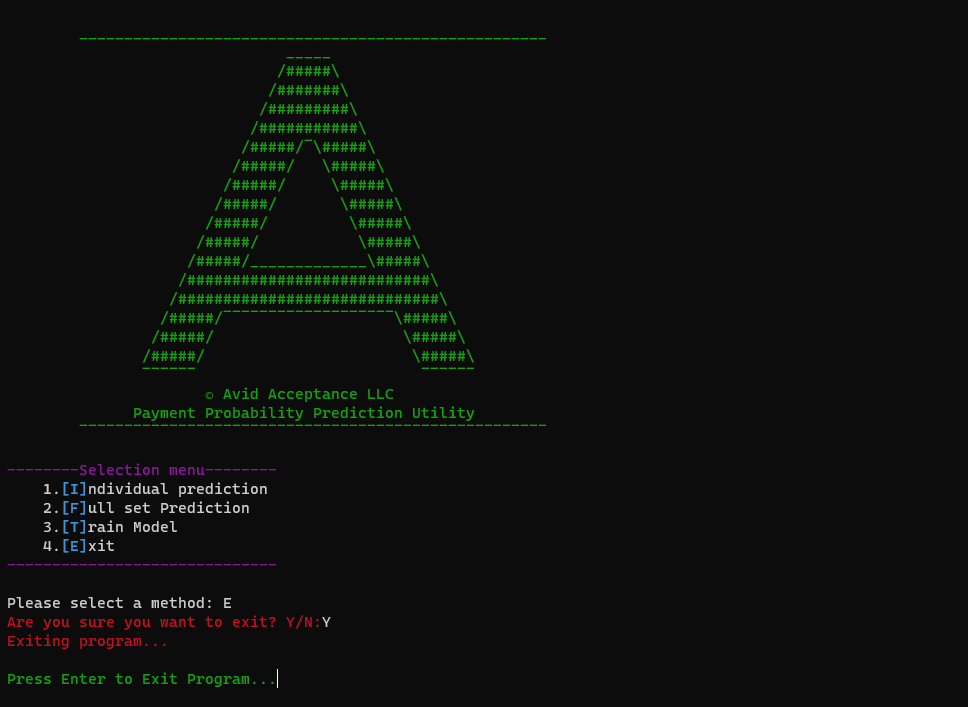 ----------------------------------------------------
_____
/#####\
/#######\
/#########\
/###########\
/#####/‾\#####\
/#####/   \#####\
/#####/     \#####\
/#####/       \#####\
/#####/         \#####\
/#####/           \#####\
/#####/_____________\#####\
/###########################\
/#############################\
/#####/‾‾‾‾‾‾‾‾‾‾‾‾‾‾‾‾‾‾‾\#####\
/#####/                     \#####\
/#####/                       \#####\
‾‾‾‾‾‾                         ‾‾‾‾‾‾
© Avid Acceptance LLC
Payment Probability Prediction Utility
----------------------------------------------------
--------Selection menu--------
1.[I]ndividual prediction
2.[F]ull set Prediction
3.[T]rain Model
4.[E]xit
------------------------------
Please select a method: E
Are you sure you want to exit? Y/N:Y
Exiting program...
Press Enter to Exit Program...